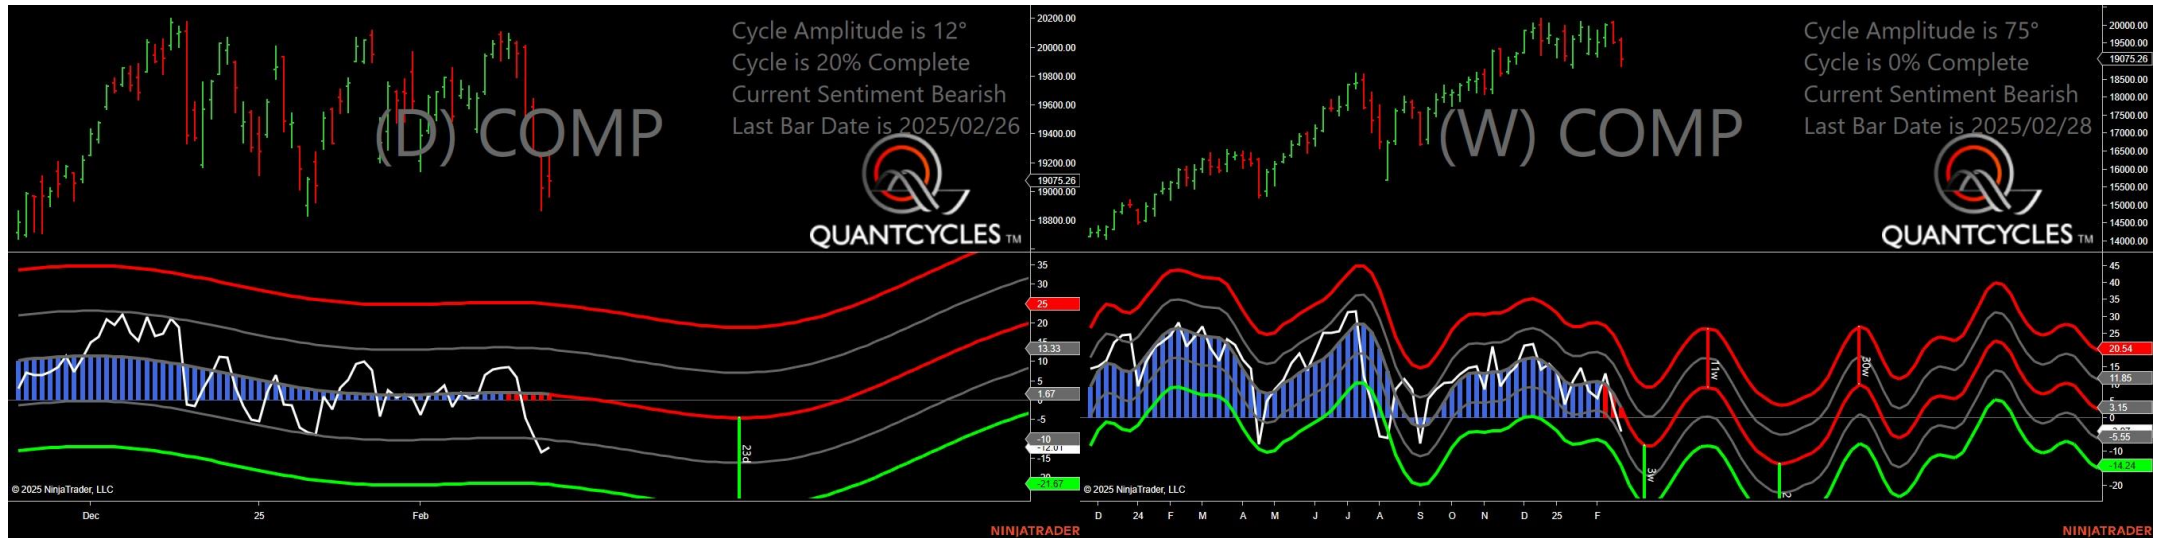 Cycle Amplitude is 12°
Cycle is 20% Complete
Current Sentiment Bearish
Last Bar Date is 2025/02/26
(D) COMP
QUANTCYCLES TM
20200.00
20000.00
19800.00
19600.00
19400.00
19200.00
19075.26
19000.00
18800.00
35
30
25
20
13.33
10
5
1.67
-5
-10
-12.01
-15
-21.67
23d
© 2025 NinjaTrader, LLC
Dec
25
Feb
NINJATRADER
Cycle Amplitude is 75°
Cycle is 0% Complete
Current Sentiment Bearish
Last Bar Date is 2025/02/28
(W) COMP
QUANTCYCLES TM
20000.00
19500.00
19075.26
18500.00
18000.00
17500.00
17000.00
16500.00
16000.00
15500.00
15000.00
14500.00
14000.00
45
40
35
30
25
20.54
15
11.85
5
3.15
0
-5.55
-10
-14.24
-20
3w
11w
2
30w
© 2025 NinjaTrader, LLC
D 24 F M A M J J A S O N D 25 F
NINJATRADER